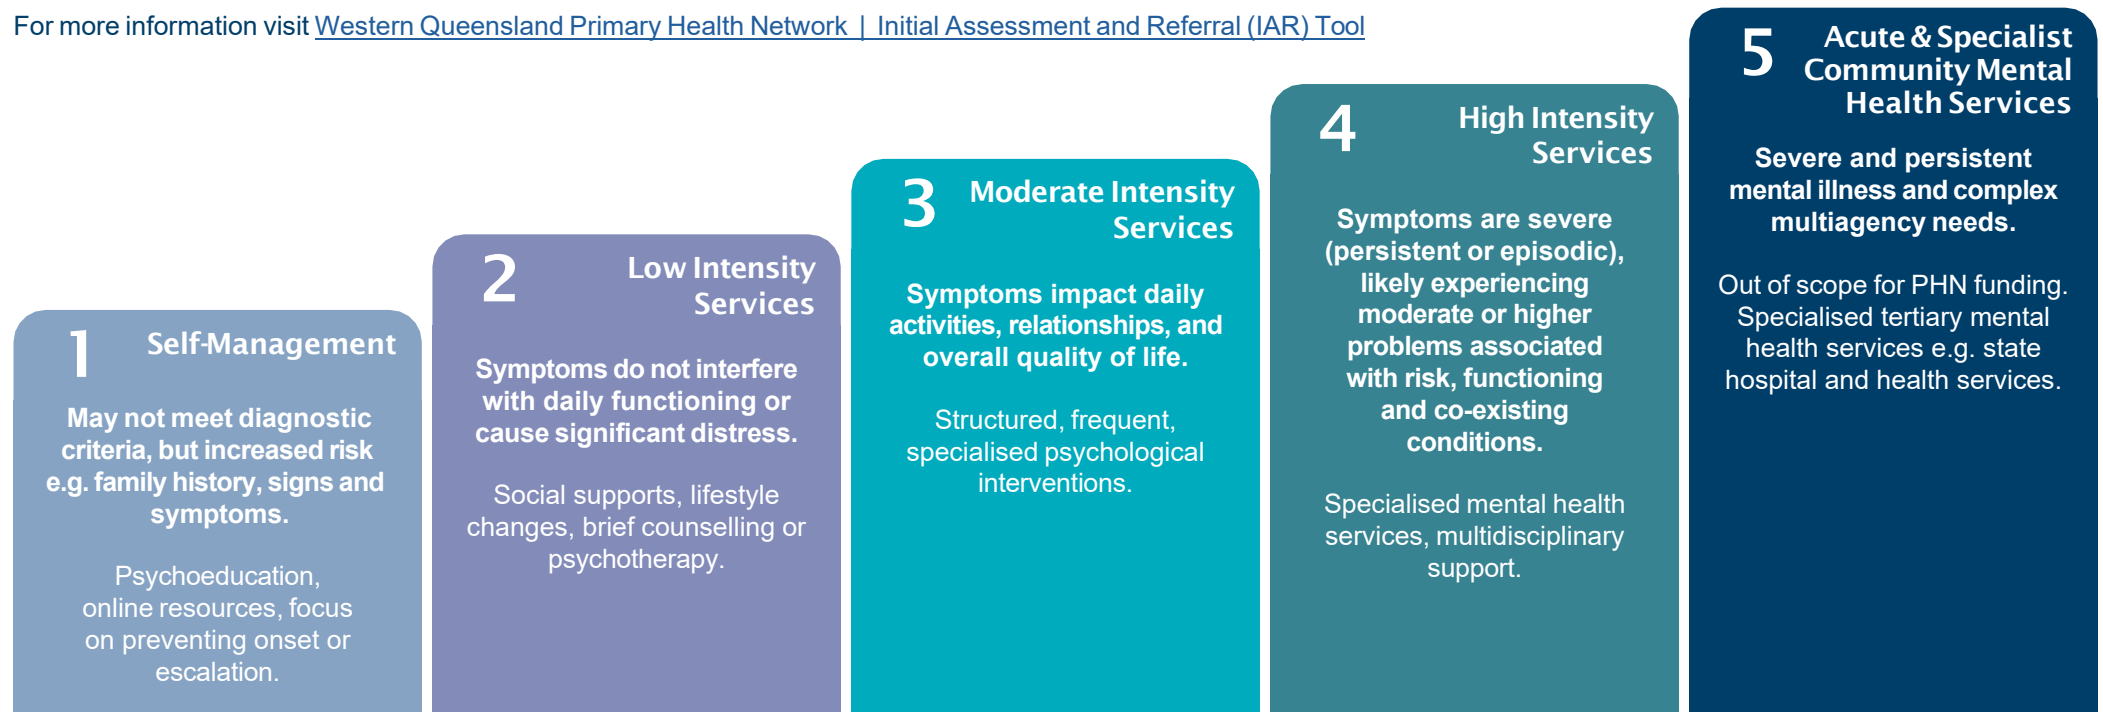 For more information visit Western Queensland Primary Health Network | Initial Assessment and Referral (IAR) Tool
1
Self-Management
May not meet diagnostic
criteria, but increased risk
e.g. family history, signs and
symptoms.
Psychoeducation,
online resources, focus
on preventing onset or
escalation.
2
Low Intensity
Services
Symptoms do not interfere
with daily functioning or
cause significant distress.
Social supports, lifestyle
changes, brief counselling or
psychotherapy.
3
Moderate Intensity
Services
Symptoms impact daily
activities, relationships, and
overall quality of life.
Structured, frequent,
specialised psychological
interventions.
4
High Intensity
Services
Symptoms are severe
(persistent or episodic),
likely experiencing
moderate or higher
problems associated
with risk, functioning
and co-existing
conditions.
Specialised mental health
services, multidisciplinary
support.
5
Acute & Specialist
Community Mental
Health Services
Severe and persistent
mental illness and complex
multiagency needs.
Out of scope for PHN funding.
Specialised tertiary mental
health services e.g. state
hospital and health services.